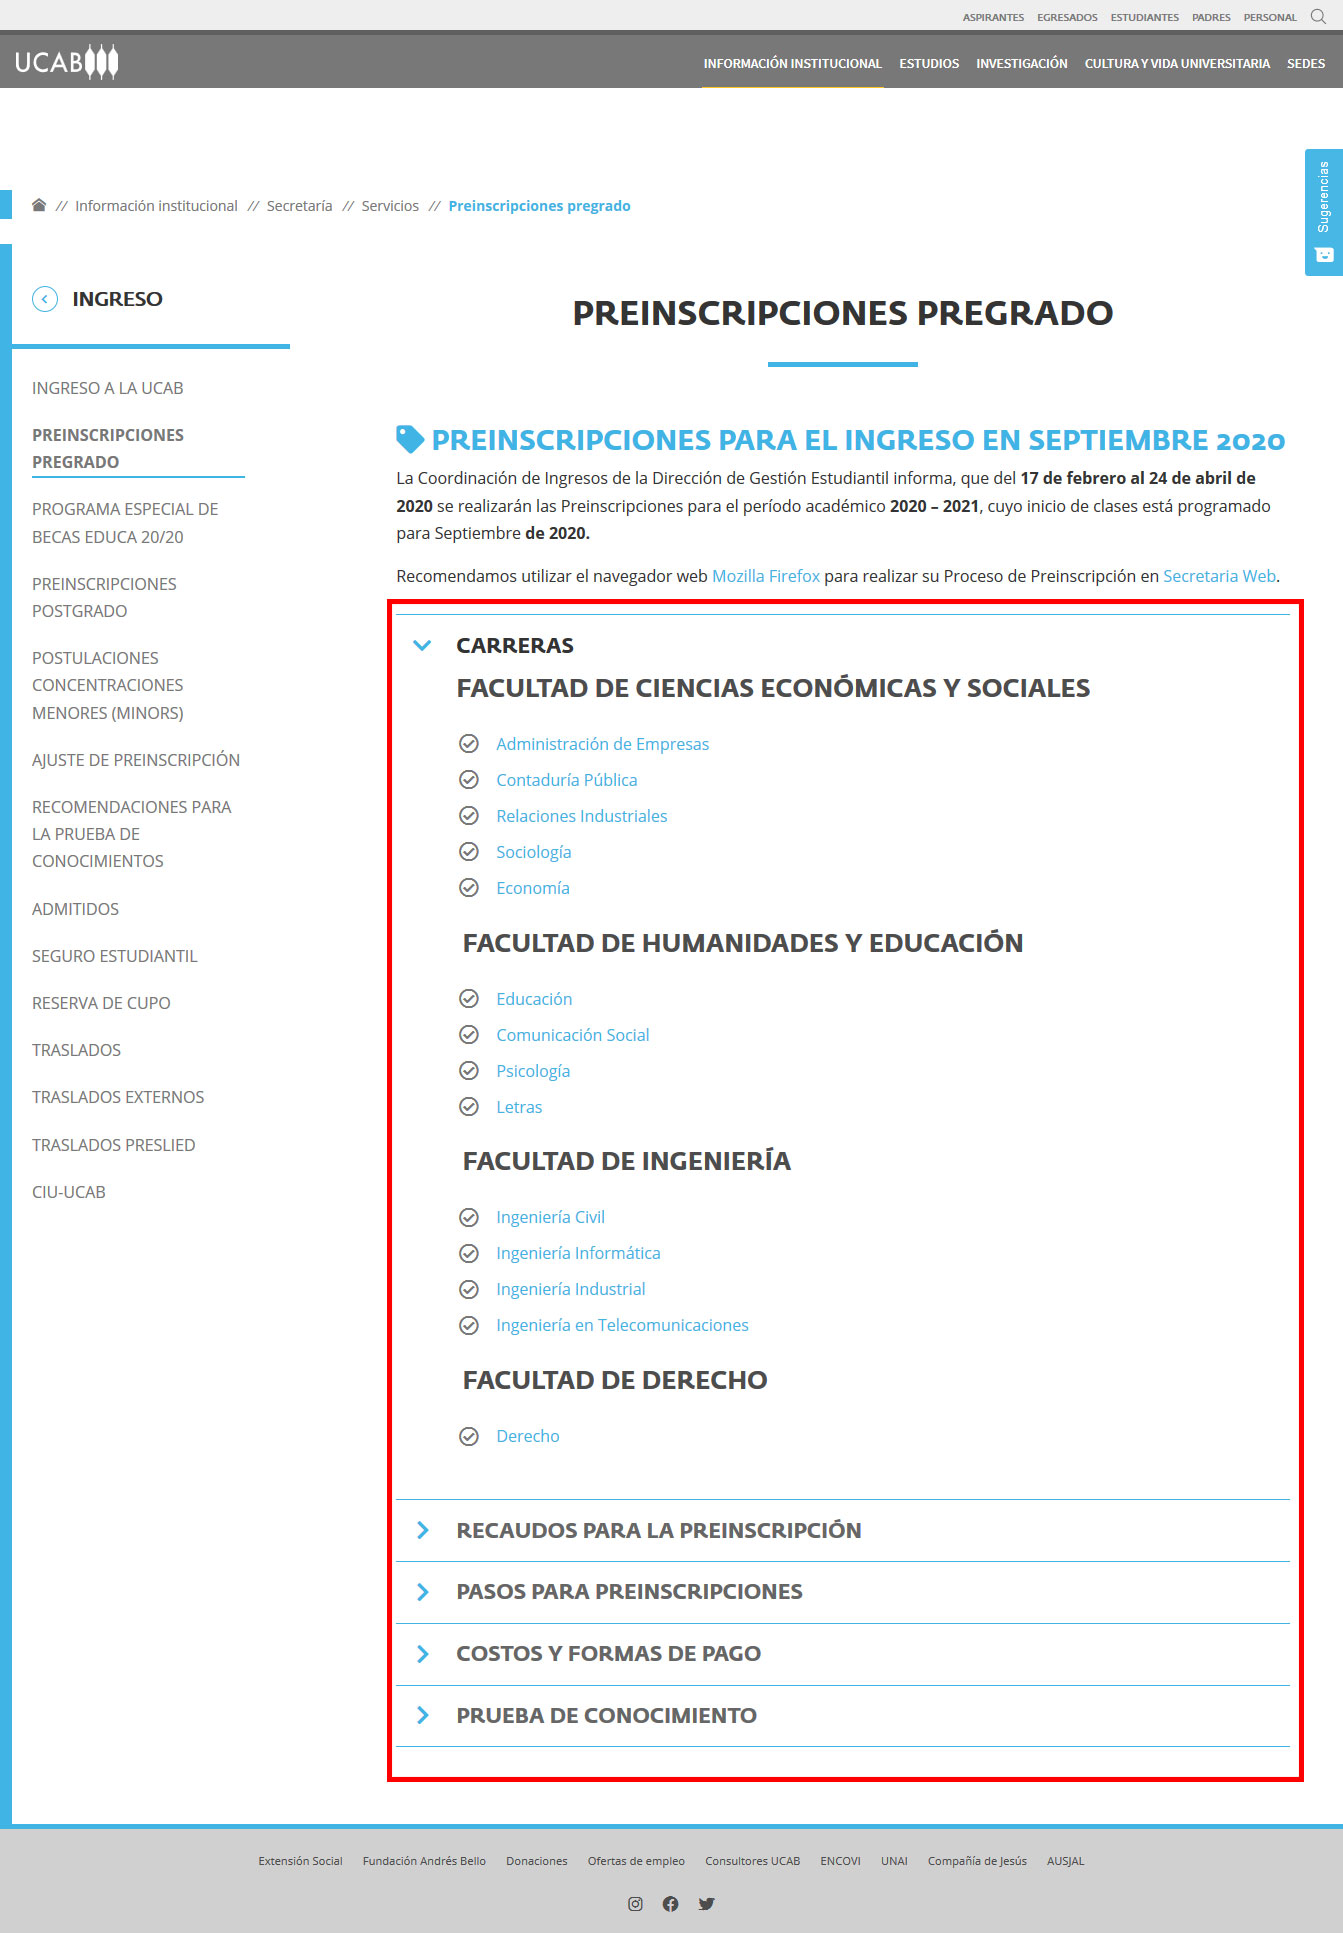 ASPIRANTES EGRESADOS ESTUDIANTES PADRES PERSONAL
UCAB
INFORMACIÓN INSTITUCIONAL ESTUDIOS INVESTIGACIÓN CULTURA Y VIDA UNIVERSITARIA SEDES
Sugerencias
// Información institucional // Secretaría // Servicios // Preinscripciones pregrado
INGRESO
INGRESO A LA UCAB
PREINSCRIPCIONES
PREGRADO
PROGRAMA ESPECIAL DE
BECAS EDUCA 20/20
PREINSCRIPCIONES
POSTGRADO
POSTULACIONES
CONCENTRACIONES
MENORES (MINORS)
AJUSTE DE PREINSCRIPCIÓN
RECOMENDACIONES PARA
LA PRUEBA DE
CONOCIMIENTOS
ADMITIDOS
SEGURO ESTUDIANTIL
RESERVA DE CUPO
TRASLADOS
TRASLADOS EXTERNOS
TRASLADOS PRESLIED
CIU-UCAB
PREINSCRIPCIONES PREGRADO
PREINSCRIPCIONES PARA EL INGRESO EN SEPTIEMBRE 2020
La Coordinación de Ingresos de la Dirección de Gestión Estudiantil informa, que del 17 de febrero al 24 de abril de
2020 se realizarán las Preinscripciones para el período académico 2020 – 2021, cuyo inicio de clases está programado
para Septiembre de 2020.
Recomendamos utilizar el navegador web Mozilla Firefox para realizar su Proceso de Preinscripción en Secretaria Web.
CARRERAS
FACULTAD DE CIENCIAS ECONÓMICAS Y SOCIALES
Administración de Empresas
Contaduría Pública
Relaciones Industriales
Sociología
Economía
FACULTAD DE HUMANIDADES Y EDUCACIÓN
Educación
Comunicación Social
Psicología
Letras
FACULTAD DE INGENIERÍA
Ingeniería Civil
Ingeniería Informática
Ingeniería Industrial
Ingeniería en Telecomunicaciones
FACULTAD DE DERECHO
Derecho
RECAUDOS PARA LA PREINSCRIPCIÓN
PASOS PARA PREINSCRIPCIONES
COSTOS Y FORMAS DE PAGO
PRUEBA DE CONOCIMIENTO
Extensión Social Fundación Andrés Bello Donaciones Ofertas de empleo Consultores UCAB ENCOVI UNAI Compañía de Jesús AUSJAL